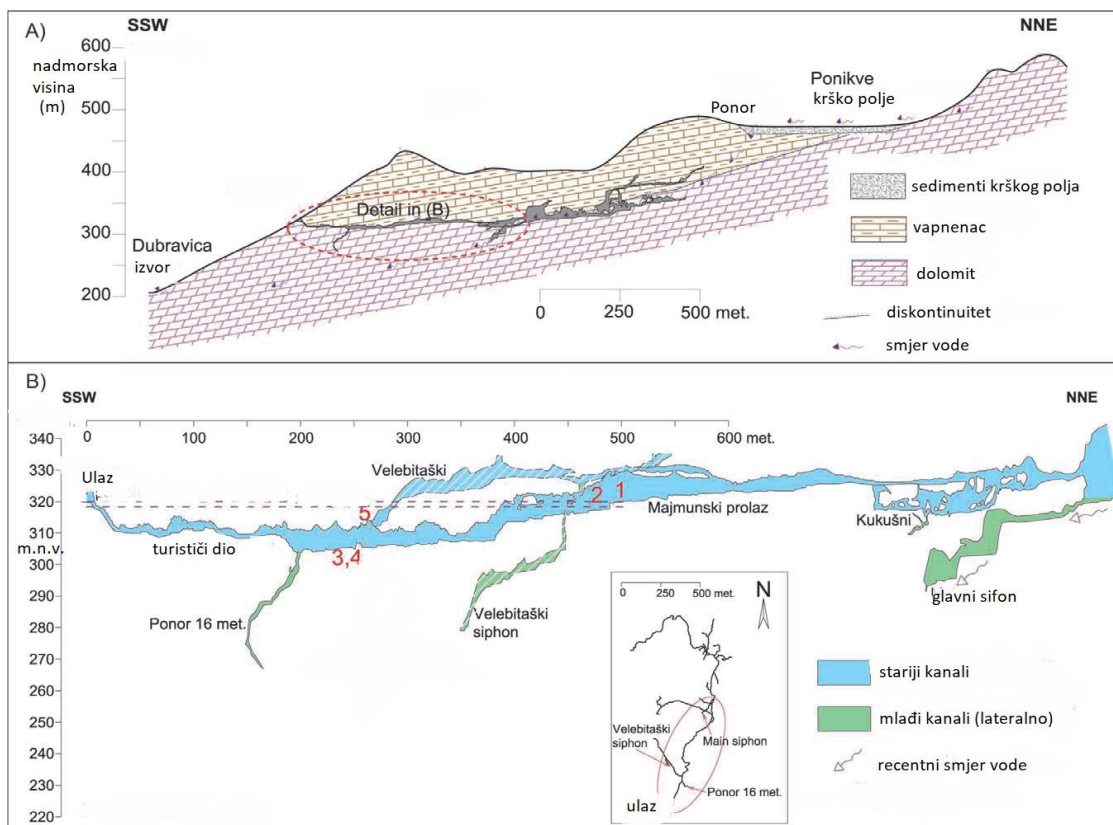 A)
SSW
NNE
600
nadmorska
visina
(m)
500
400
300
200
Ponor
Ponikve
krško polje
Detail in (B)
Dubravica
izvor
0 250 500 met.
sedimenti krškog polja
vapnenac
dolomit
diskontinuitet
smjer vode
B)
SSW
NNE
0 100 200 300 400 500 600 met.
340
330
320
310
m.n.v.
300
290
280
270
260
250
240
230
220
Ulaz
Velebitaški
5
2
1
Majmunski prolaz
turističi dio
3,4
Kukušni
glavni sifon
Ponor 16 met.
Velebitaški
siphon
0 250 500 met.
N
Velebitaški
siphon
Main siphon
Ponor 16 met.
ulaz
stariji kanali
mlađi kanali (lateralno)
recentni smjer vode